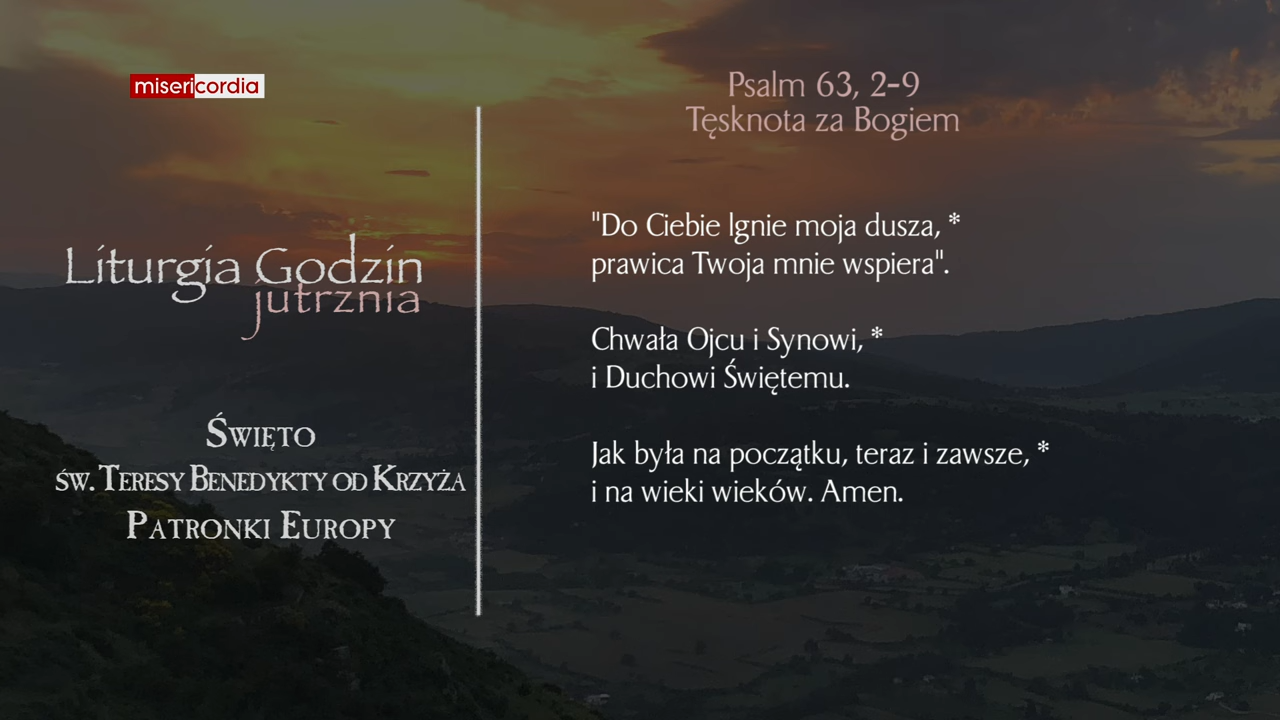 misericordia
Liturgia Godzin
jutrznia
Święto
św. Teresy Benedykty od Krzyża
Patronki Europy
Psalm 63, 2-9
Tęsknota za Bogiem
"Do Ciebie lgnie moja dusza, *
prawica Twoja mnie wspiera".
Chwała Ojcu i Synowi, *
i Duchowi Świętemu.
Jak była na początku, teraz i zawsze, *
i na wieki wieków. Amen.